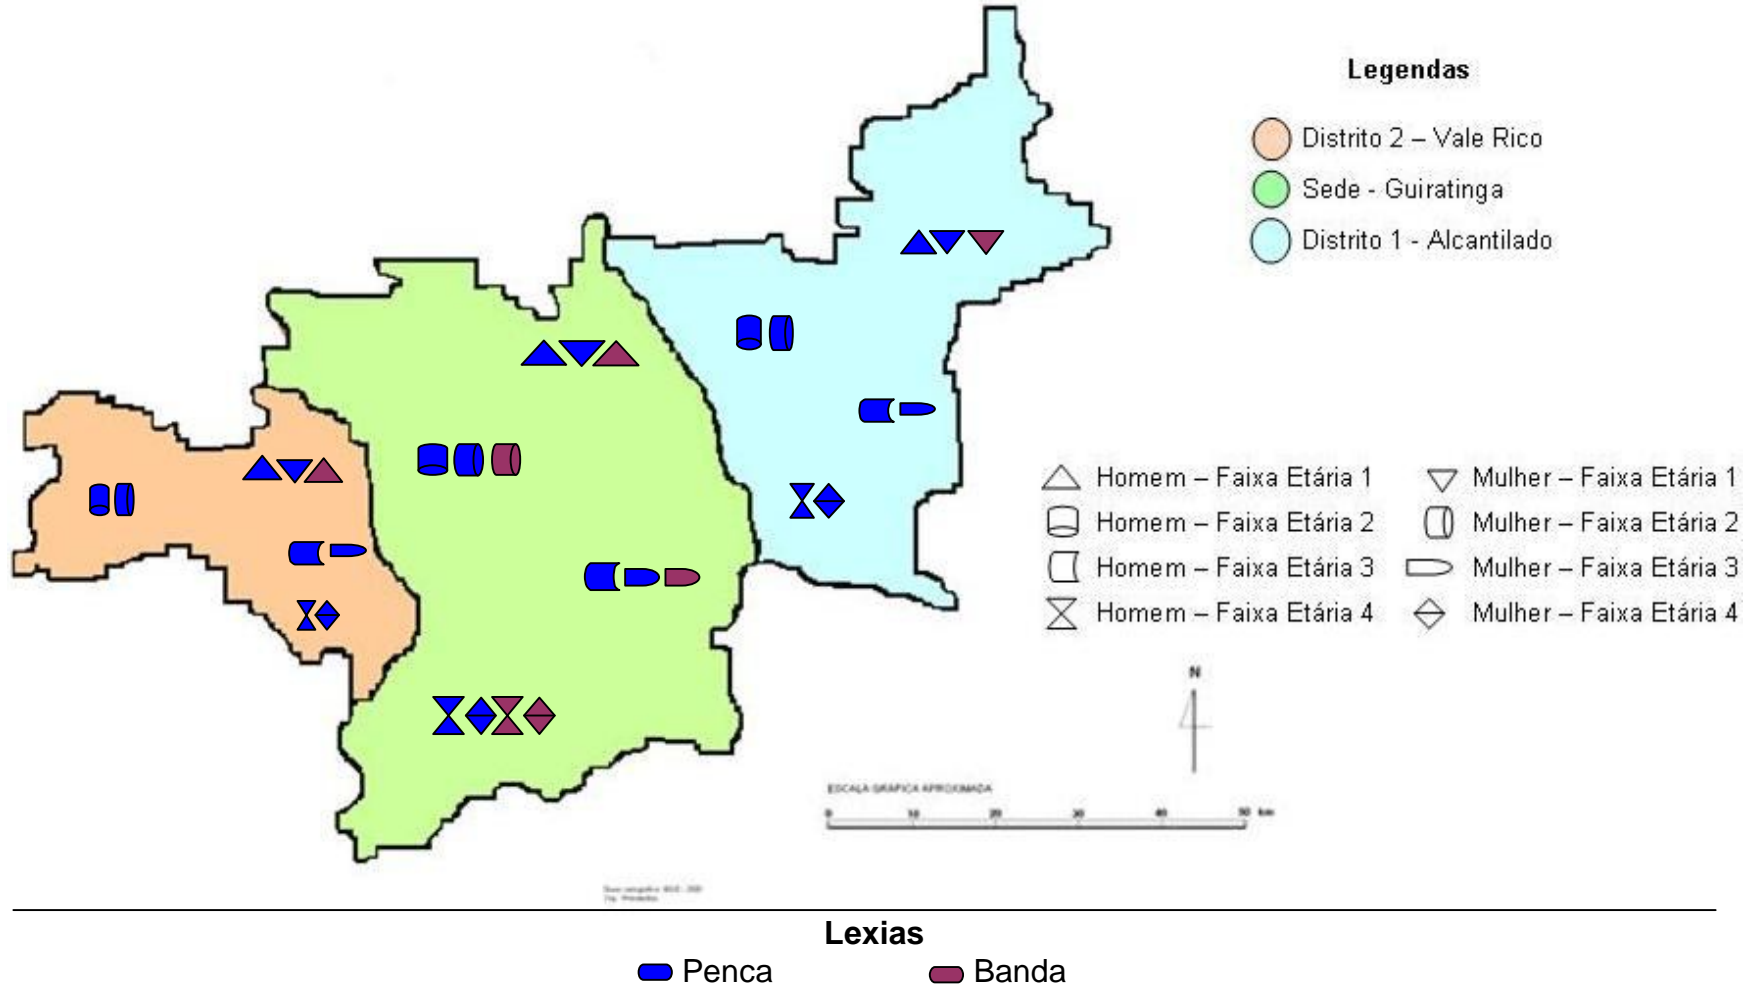 Legendas
Distrito 2 – Vale Rico
Sede - Guiratinga
Distrito 1 - Alcantilado
Homem – Faixa Etária 1
Mulher – Faixa Etária 1
Homem – Faixa Etária 2
Mulher – Faixa Etária 2
Homem – Faixa Etária 3
Mulher – Faixa Etária 3
Homem – Faixa Etária 4
Mulher – Faixa Etária 4
N
ESCALA GRÁFICA APROXIMADA
0 10 20 30 40 50 km
Lexias
Penca
Banda